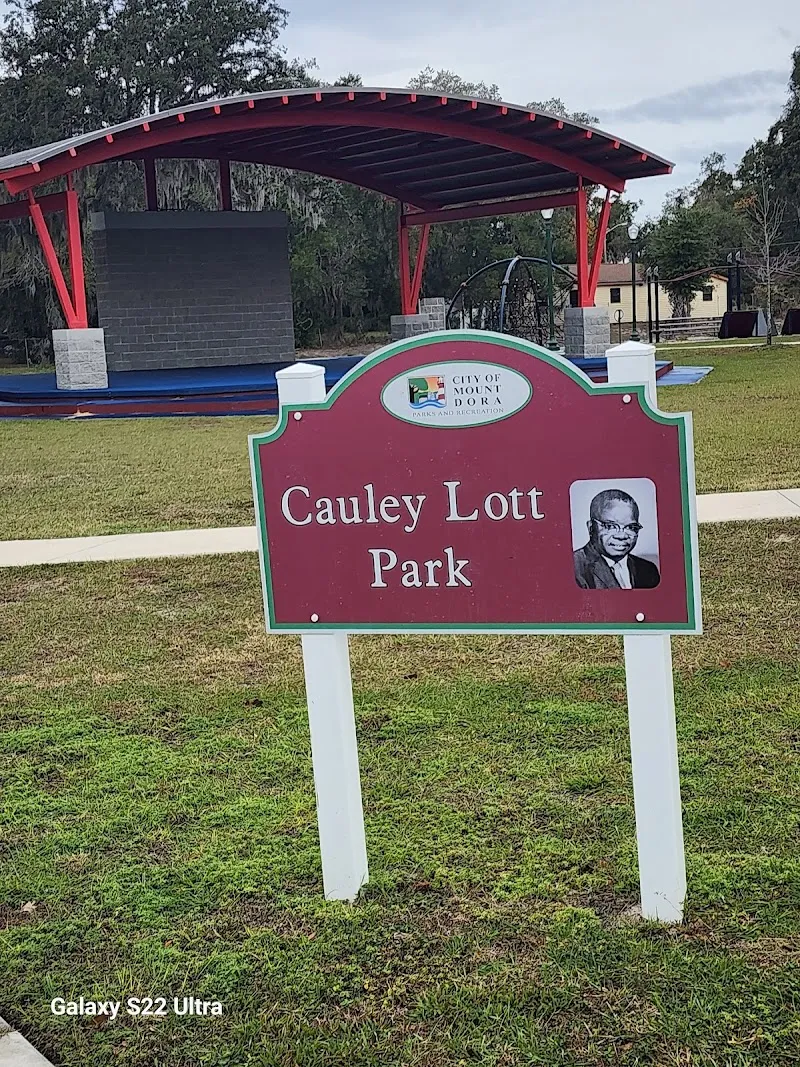 CITY OF
MOUNT
DORA
PARKS AND RECREATION
Cauley Lott
Park
Galaxy S22 Ultra